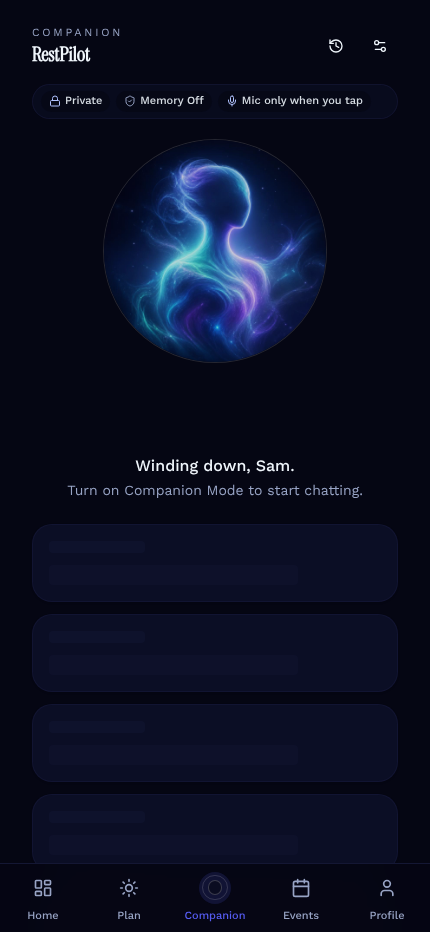 COMPANION
RestPilot
Private
Memory Off
Mic only when you tap
Winding down, Sam.
Turn on Companion Mode to start chatting.
Home
Plan
Companion
Events
Profile